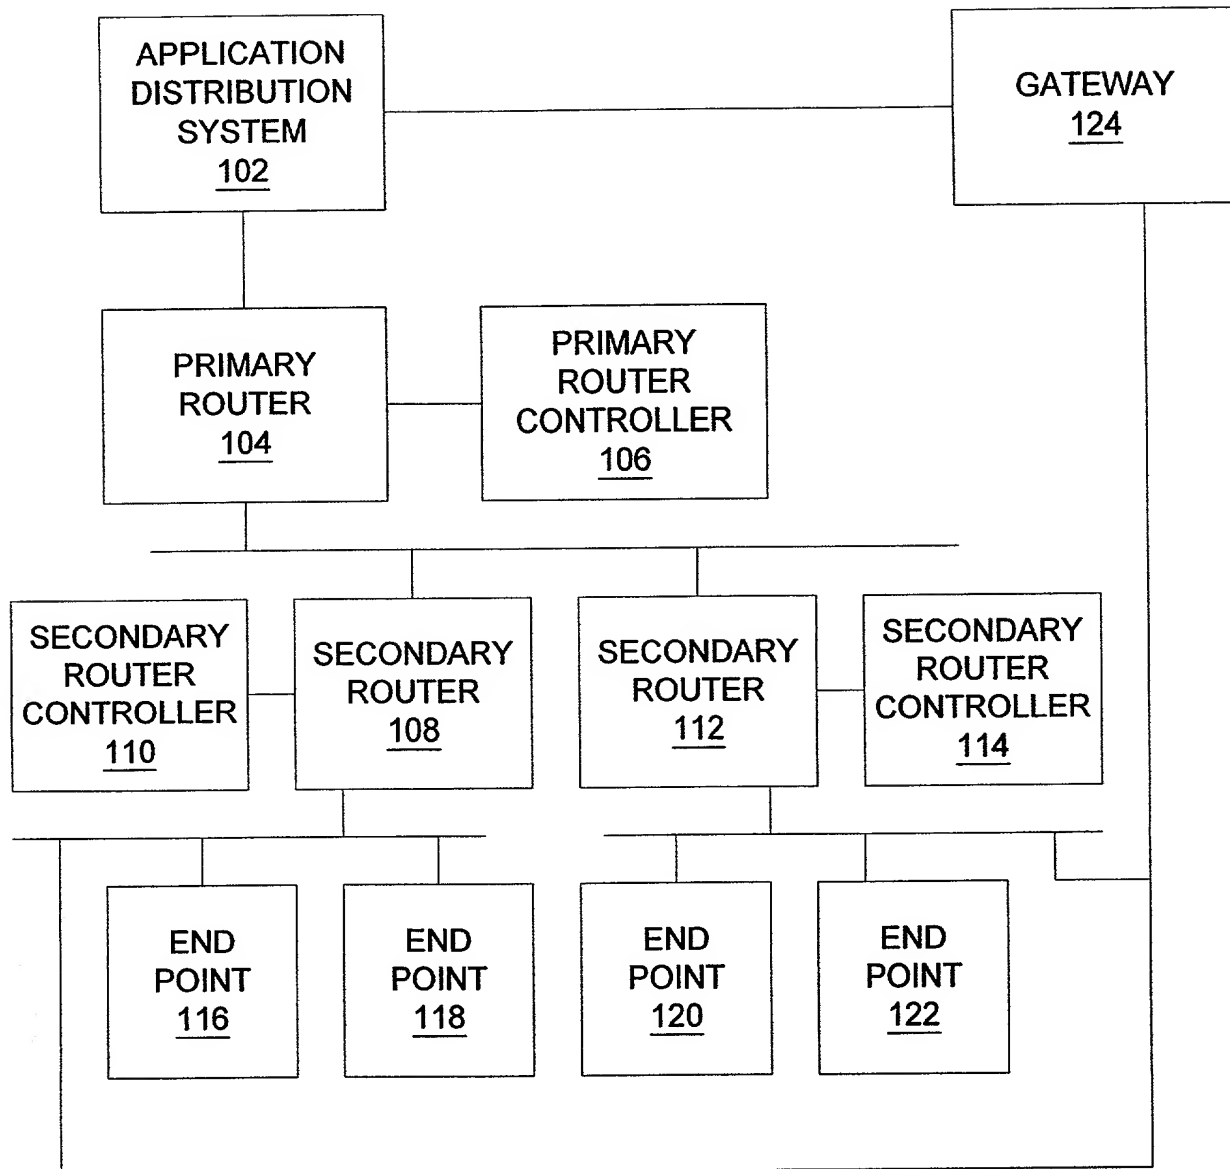 APPLICATION
DISTRIBUTION
SYSTEM
102
GATEWAY
124
PRIMARY
ROUTER
104
PRIMARY
ROUTER
CONTROLLER
106
SECONDARY
ROUTER
CONTROLLER
110
SECONDARY
ROUTER
108
SECONDARY
ROUTER
112
SECONDARY
ROUTER
CONTROLLER
114
END
POINT
116
END
POINT
118
END
POINT
120
END
POINT
122